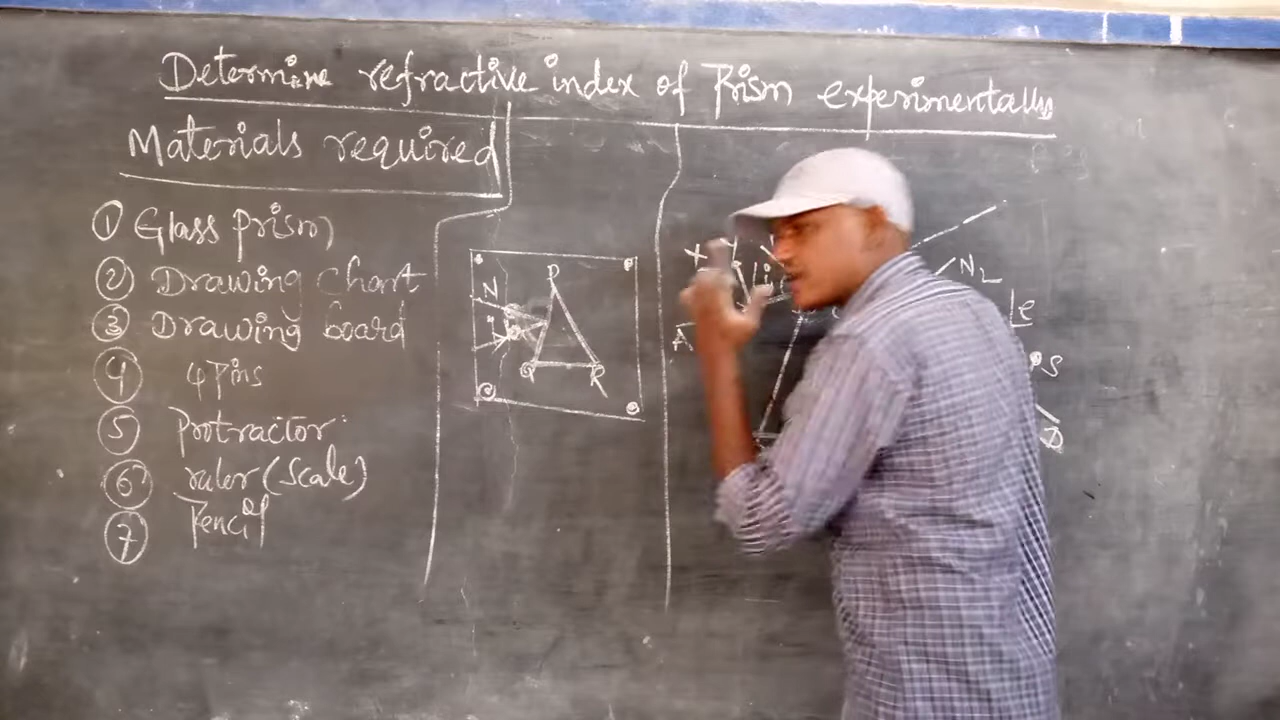 Determine refractive index of Prism experimentally
Materials required
① Glass prism
② Drawing Chart
③ Drawing board
④ 4 Pins
⑤ Protractor
⑥ ruler (scale)
⑦ Pencil
P
N
i
Q R
i
A
N₂
e
S